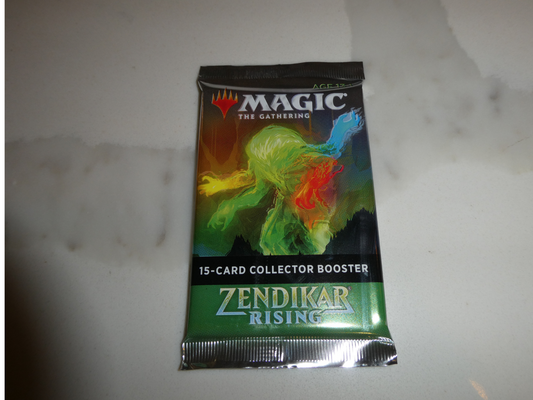 MAGIC
THE GATHERING
15-CARD COLLECTOR BOOSTER
ZENDIKAR
RISING